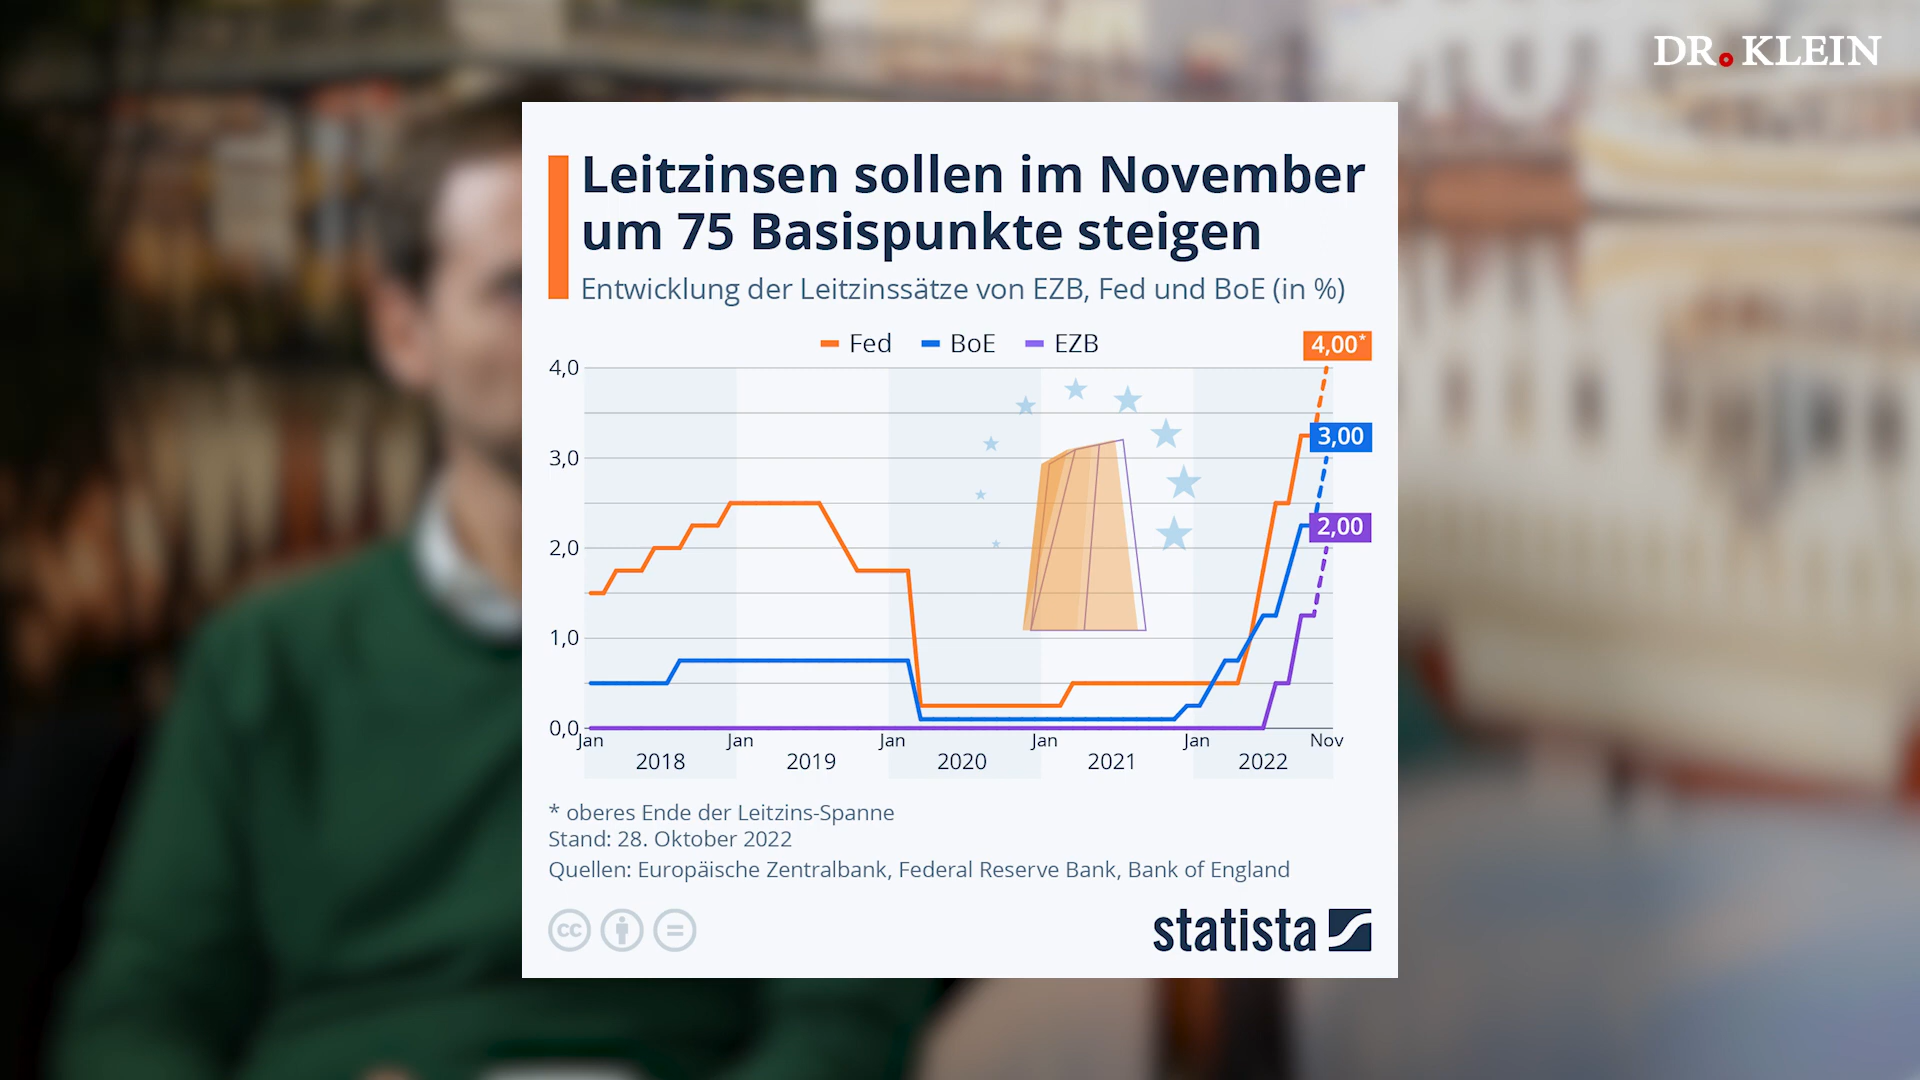 DR. KLEIN
Leitzinsen sollen im November
um 75 Basispunkte steigen
Entwicklung der Leitzinssätze von EZB, Fed und BoE (in %)
Fed BoE EZB
4,00*
4,0
3,00
3,0
2,00
2,0
1,0
0,0
Jan Jan Jan Jan Jan Nov
2018 2019 2020 2021 2022
* oberes Ende der Leitzins-Spanne
Stand: 28. Oktober 2022
Quellen: Europäische Zentralbank, Federal Reserve Bank, Bank of England
cc
statista